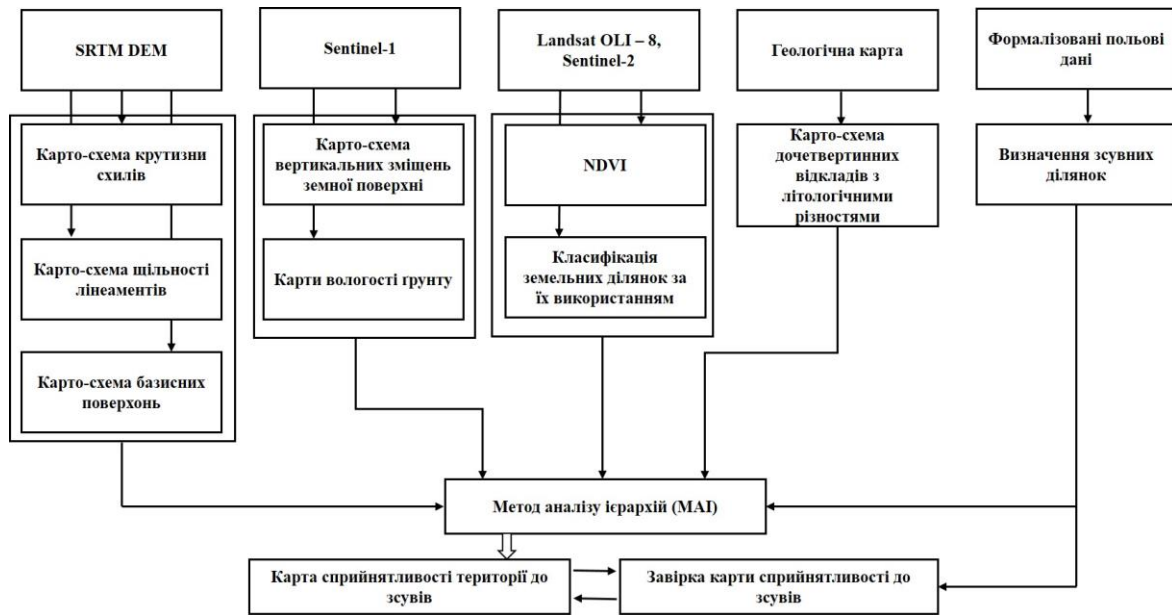 SRTM DEM
Sentinel-1
Landsat OLI – 8,
Sentinel-2
Геологічна карта
Формалізовані польові
дані
Карто-схема крутизни
схилів
Карто-схема щільності
лінеаментів
Карто-схема базисних
поверхонь
Карто-схема
вертикальних зміщень
земної поверхні
Карти вологості ґрунту
NDVI
Класифікація
земельних ділянок за
їх використанням
Карто-схема
дочетвертинних
відкладів з
літологічними
різностями
Визначення зсувних
ділянок
Метод аналізу ієрархій (МАІ)
Карта сприйнятливості території до
зсувів
Завірка карти сприйнятливості до
зсувів